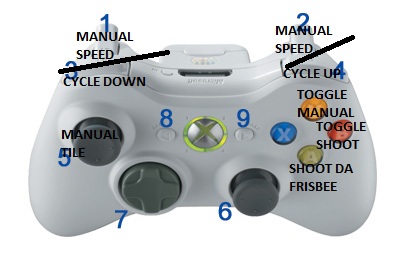 1
2
MANUAL
SPEED
MANUAL
SPEED
3
CYCLE DOWN
CYCLE UP
4
TOGGLE
MANUAL
TOGGLE
SHOOT
8
9
X
B
A
MANUAL
TILE
5
SHOOT DA
FRISBEE
7
6